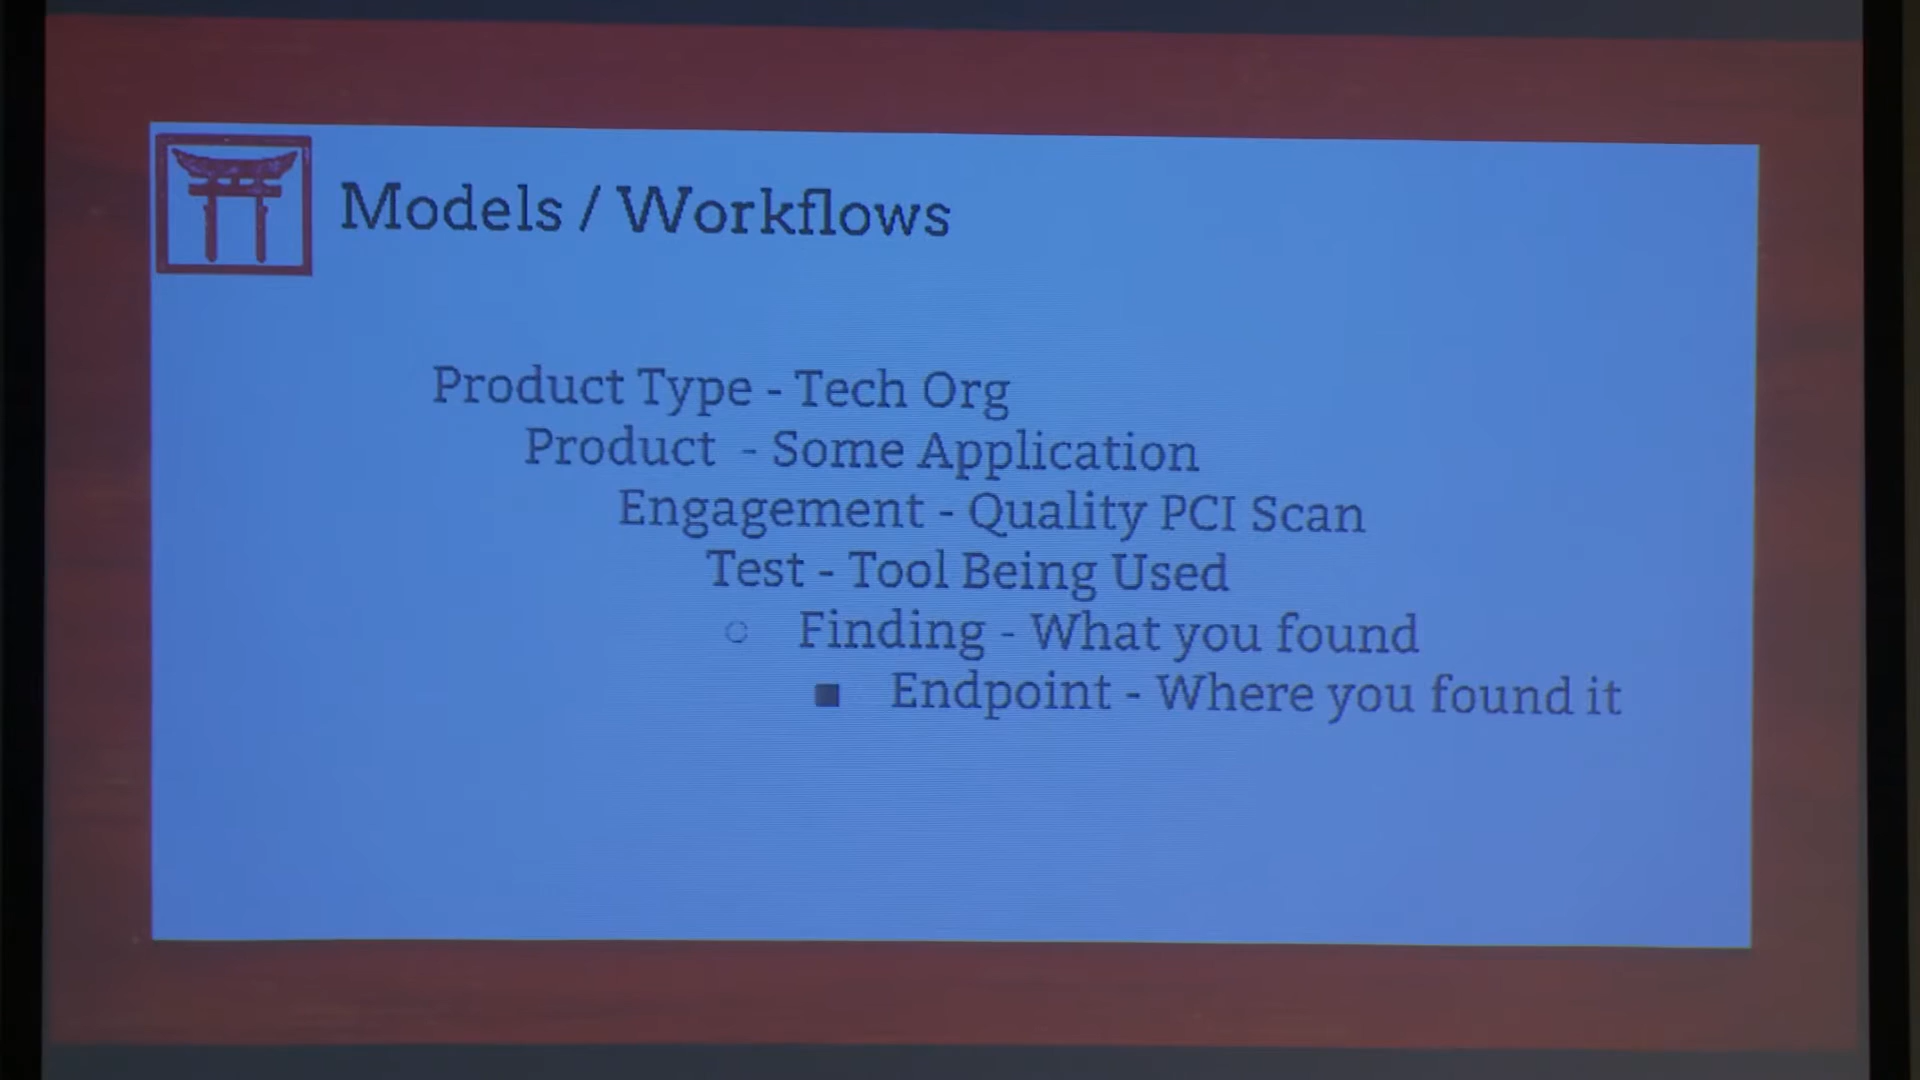 Models / Workflows
Product Type - Tech Org
Product - Some Application
Engagement - Quality PCI Scan
Test - Tool Being Used
○ Finding - What you found
■ Endpoint - Where you found it